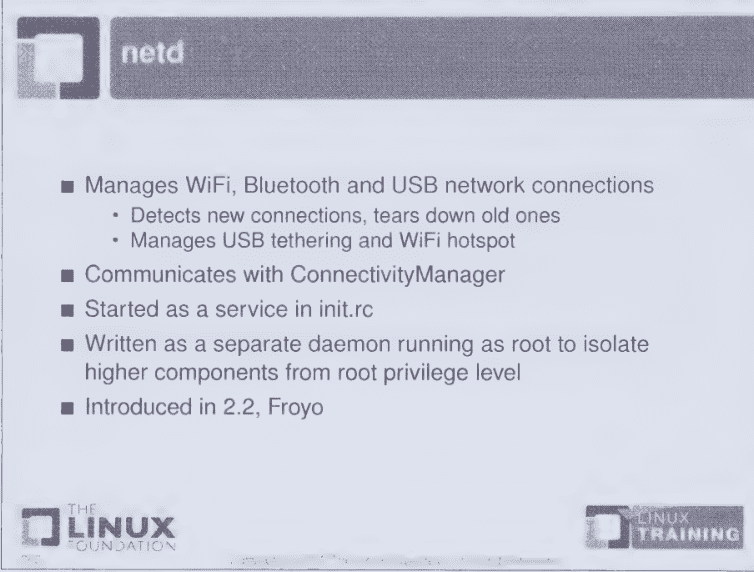 netd
■ Manages WiFi, Bluetooth and USB network connections
• Detects new connections, tears down old ones
• Manages USB tethering and WiFi hotspot
■ Communicates with ConnectivityManager
■ Started as a service in init.rc
■ Written as a separate daemon running as root to isolate
higher components from root privilege level
■ Introduced in 2.2, Froyo
THE
LINUX
FOUNDATION
LINUX
TRAINING